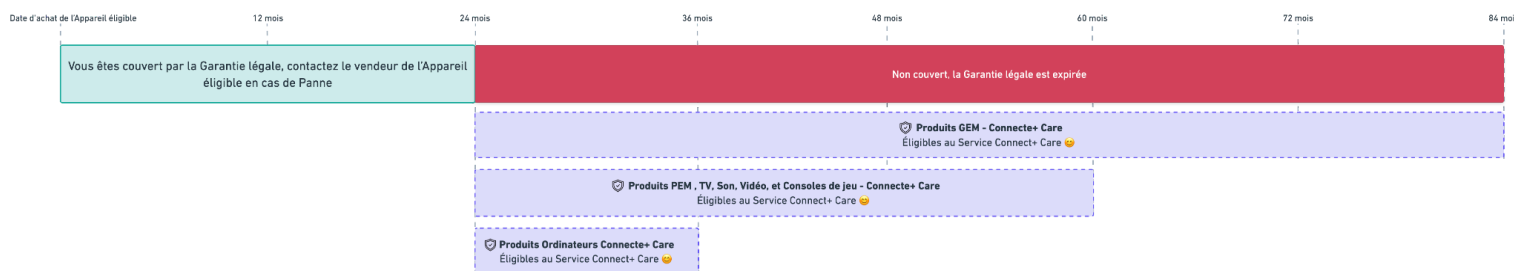 Date d'achat de l'Appareil éligible 12 mois 24 mois 36 mois 48 mois 60 mois 72 mois 84 moi
Vous êtes couvert par la Garantie légale, contactez le vendeur de l'Appareil
éligible en cas de Panne
Non couvert, la Garantie légale est expirée
Produits GEM - Connecte+ Care
Éligibles au Service Connect+ Care 😊
Produits PEM , TV, Son, Vidéo, et Consoles de jeu - Connecte+ Care
Éligibles au Service Connect+ Care 😊
Produits Ordinateurs Connecte+ Care
Éligibles au Service Connect+ Care 😊